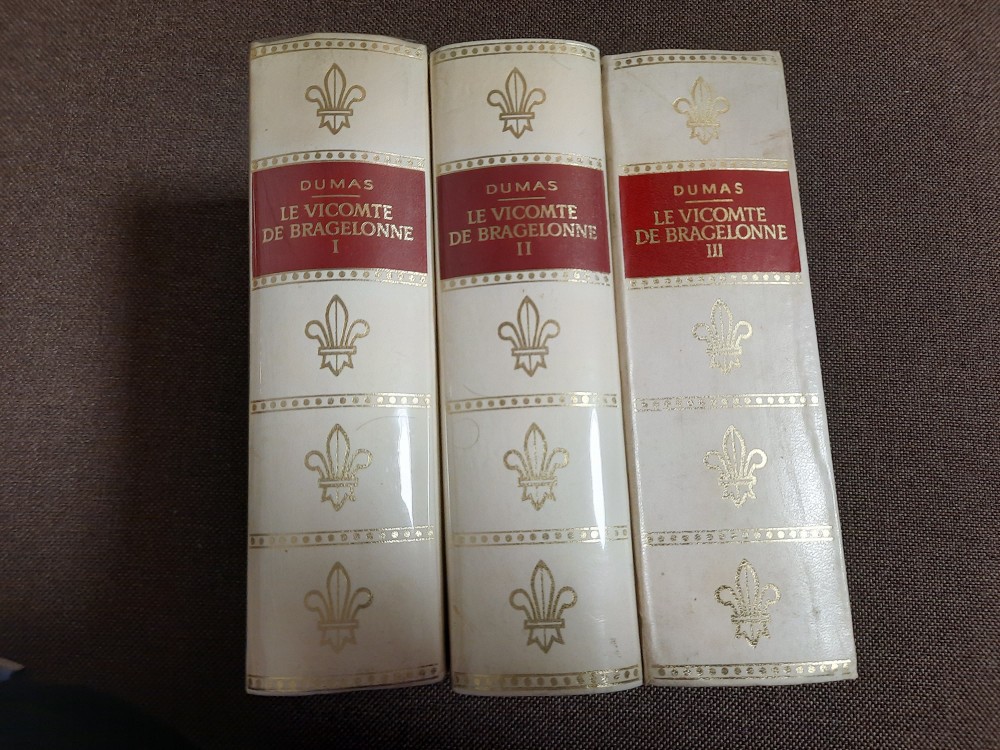 DUMAS
LE VICOMTE
DE BRAGELONNE
I
DUMAS
LE VICOMTE
DE BRAGELONNE
II
DUMAS
LE VICOMTE
DE BRAGELONNE
III